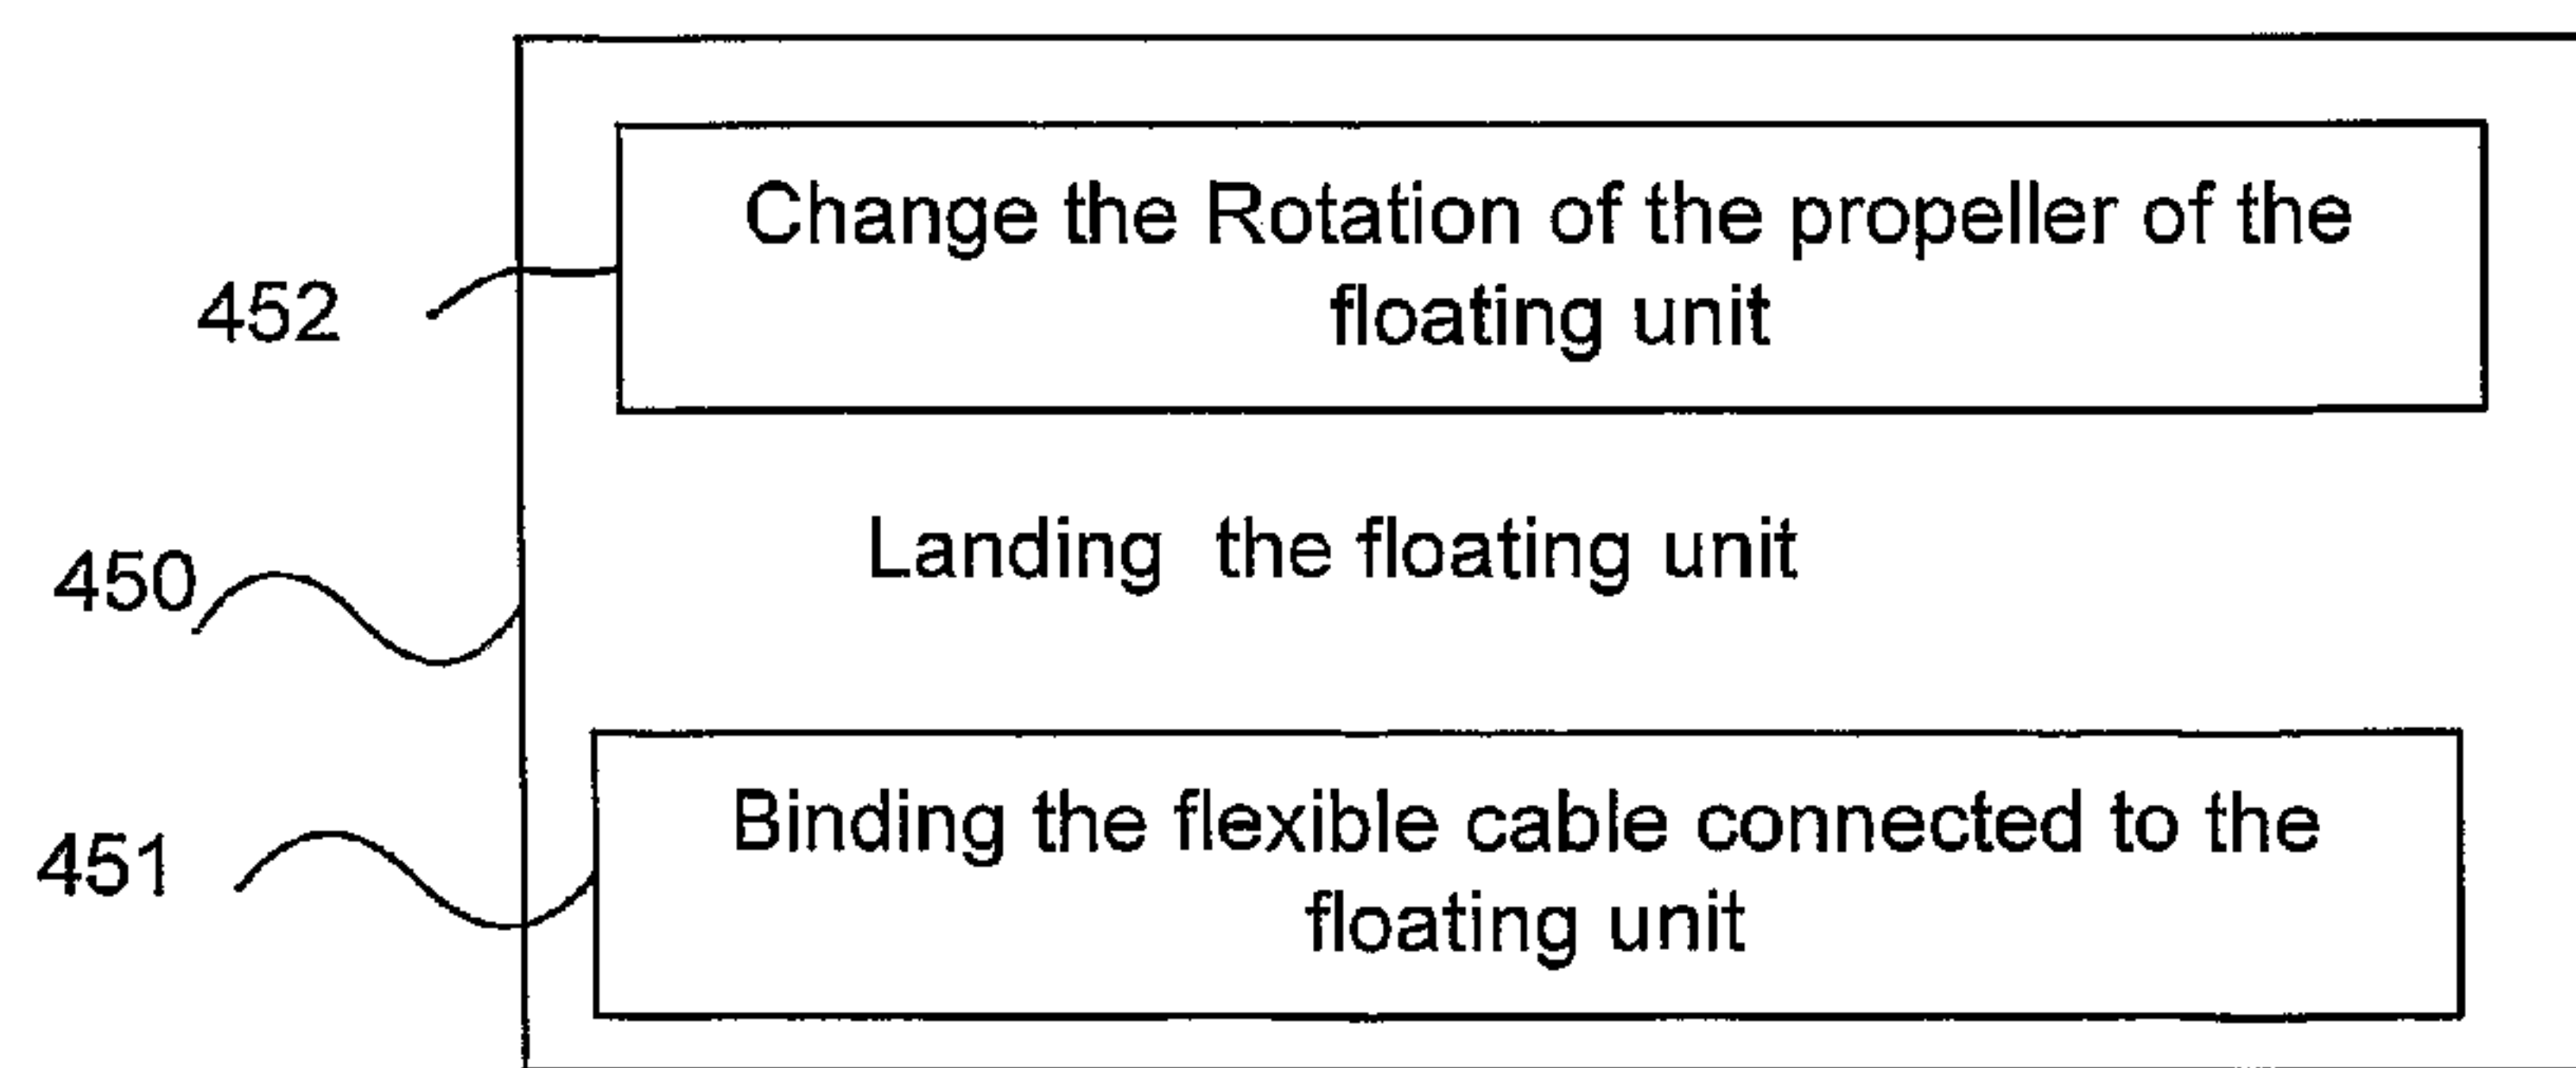 Change the Rotation of the propeller of the
floating unit
452
Landing the floating unit
450
Binding the flexible cable connected to the
floating unit
451